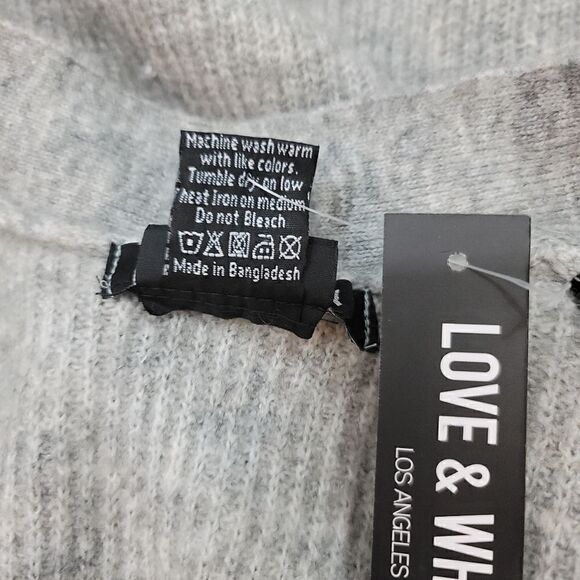 Machine wash warm
with like colors.
Tumble dry on low
heat iron on medium
Do not Bleach
Made in Bangladesh
LOVE & WH
LOS ANGELES